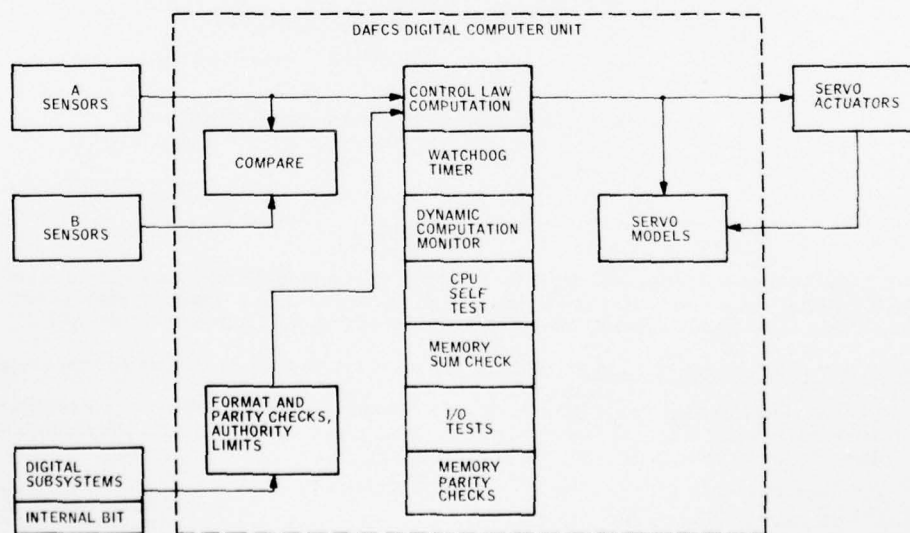 DAFCS DIGITAL COMPUTER UNIT
A
SENSORS
COMPARE
B
SENSORS
CONTROL LAW
COMPUTATION
WATCHDOG
TIMER
DYNAMIC
COMPUTATION
MONITOR
CPU
SELF
TEST
MEMORY
SUM CHECK
I/O
TESTS
MEMORY
PARITY
CHECKS
SERVO
ACTUATORS
SERVO
MODELS
FORMAT AND
PARITY CHECKS,
AUTHORITY
LIMITS
DIGITAL
SUBSYSTEMS
INTERNAL BIT